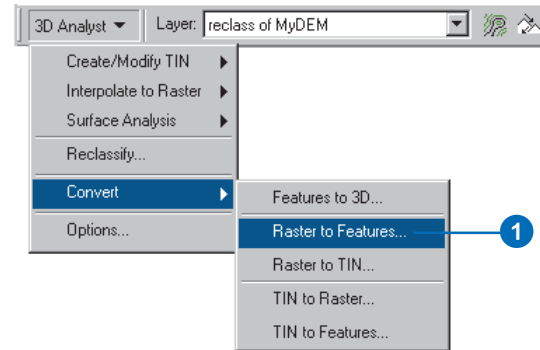 3D Analyst Layer: reclass of MyDEM
Create/Modify TIN
Interpolate to Raster
Surface Analysis
Reclassify...
Convert
Options...
Features to 3D...
Raster to Features...
1
Raster to TIN...
TIN to Raster...
TIN to Features...